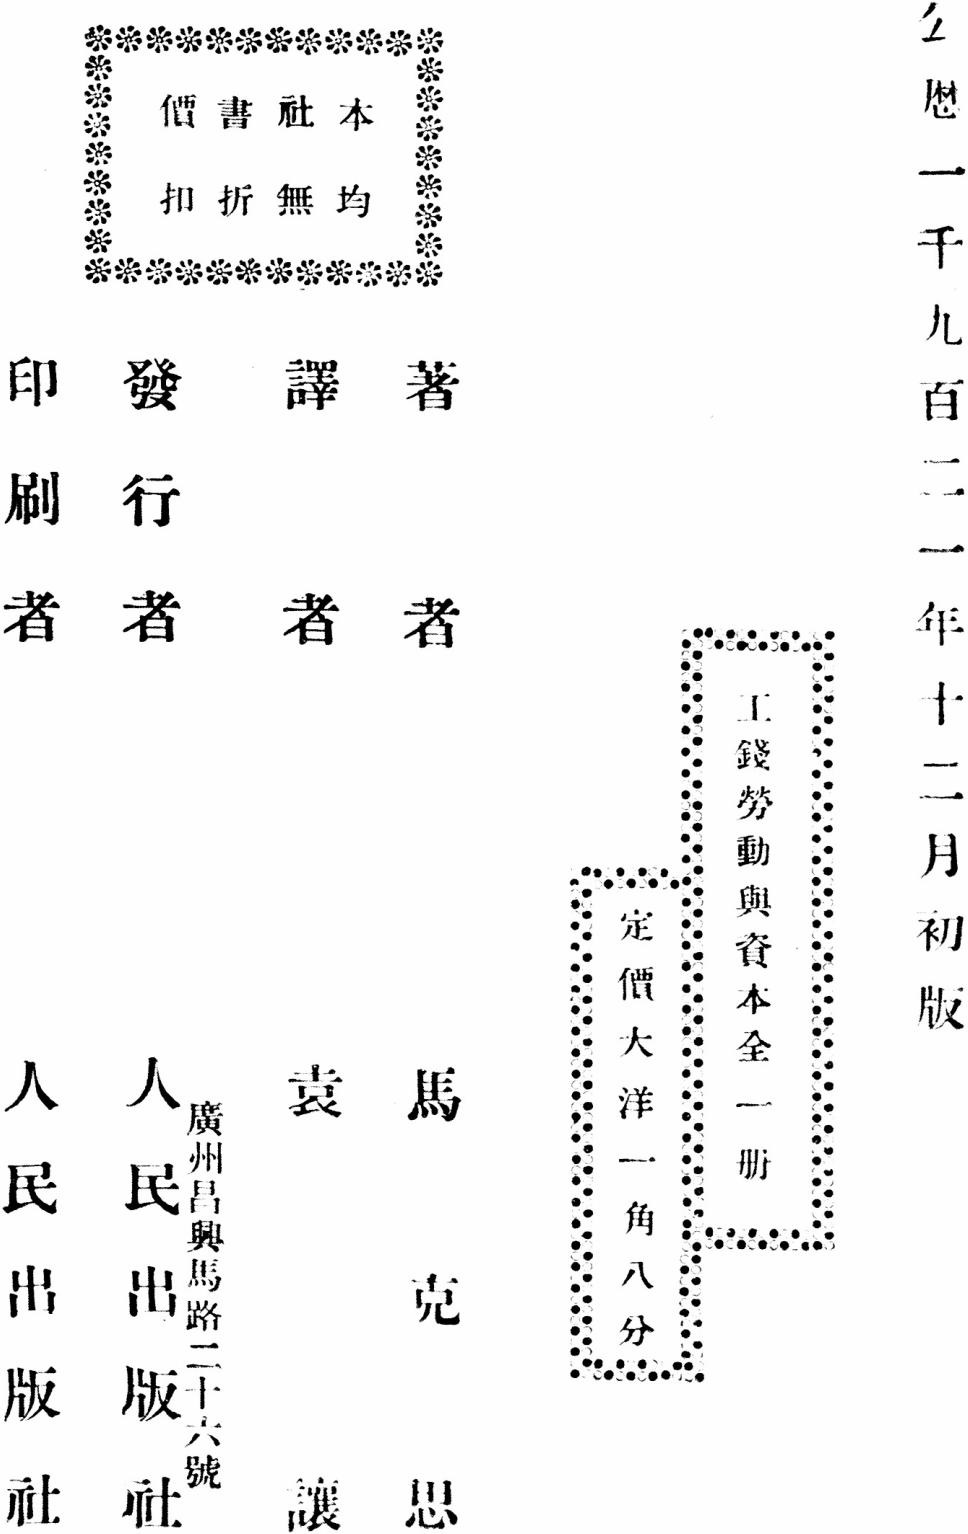 公厯一千九百二一年十二月初版
工錢勞動與資本全一册
定價大洋一角八分
本社書價
均無折扣
著者 馬克思
譯者 袁讓
廣州昌興馬路二十六號
發行者 人民出版社
印刷者 人民出版社